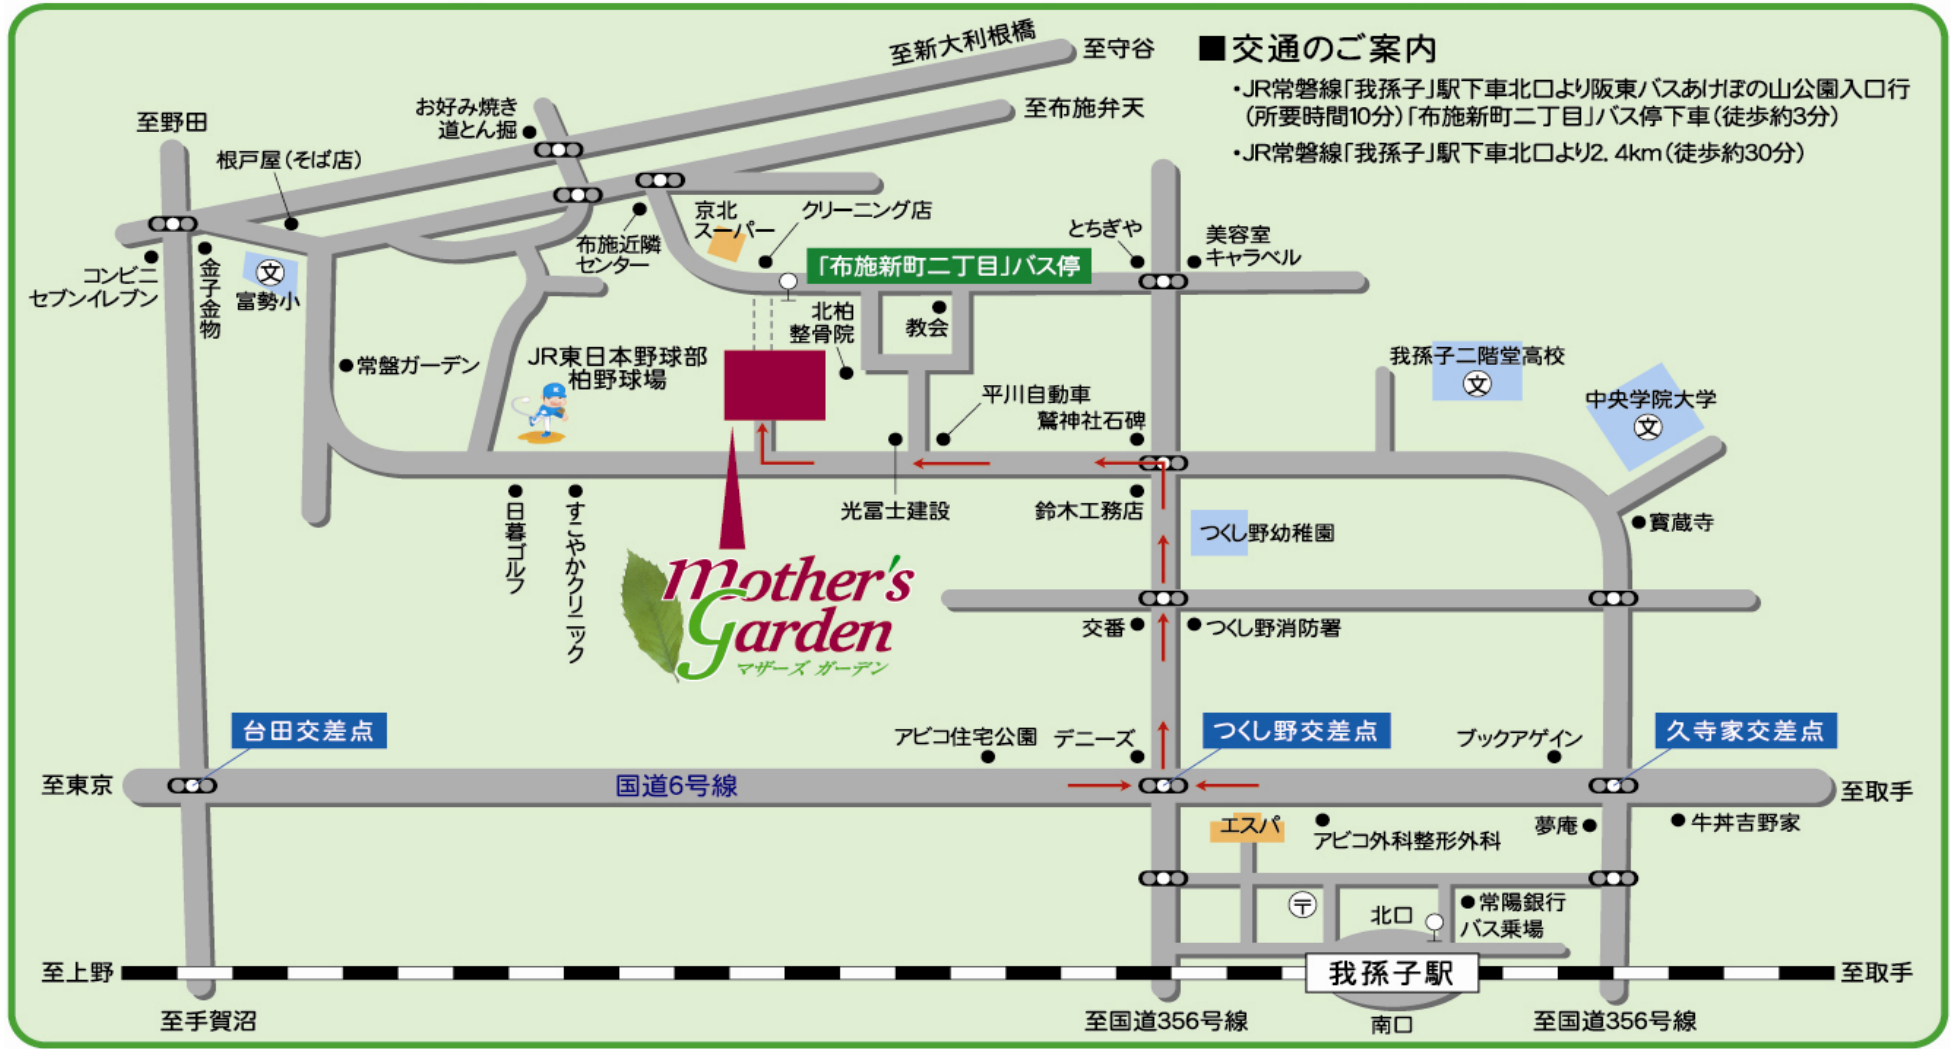 至新大利根橋
至守谷
■交通のご案内
・JR常磐線「我孫子」駅下車北口より阪東バスあけぼの山公園入口行
(所要時間10分)「布施新町二丁目」バス停下車(徒歩約3分)
・JR常磐線「我孫子」駅下車北口より2.4km(徒歩約30分)
至布施弁天
お好み焼き
道とん掘
至野田
根戸屋(そば店)
京北
スーパー
クリーニング店
とちぎや
美容室
キャラベル
布施近隣
センター
「布施新町二丁目」バス停
コンビニ
セブンイレブン
金子金物
文
富勢小
北柏
整骨院
教会
常盤ガーデン
JR東日本野球部
柏野球場
平川自動車
鷲神社石碑
我孫子二階堂高校
文
中央学院大学
文
日暮ゴルフ
すこやかクリニック
光冨士建設
鈴木工務店
つくし野幼稚園
寳蔵寺
mother's
Garden
マザーズ ガーデン
交番
つくし野消防署
台田交差点
アビコ住宅公園
デニーズ
つくし野交差点
ブックアゲイン
久寺家交差点
至東京
国道6号線
至取手
エスパ
アビコ外科整形外科
夢庵
牛丼吉野家
〒
北口
常陽銀行
バス乗場
至上野
我孫子駅
至取手
至手賀沼
至国道356号線
南口
至国道356号線